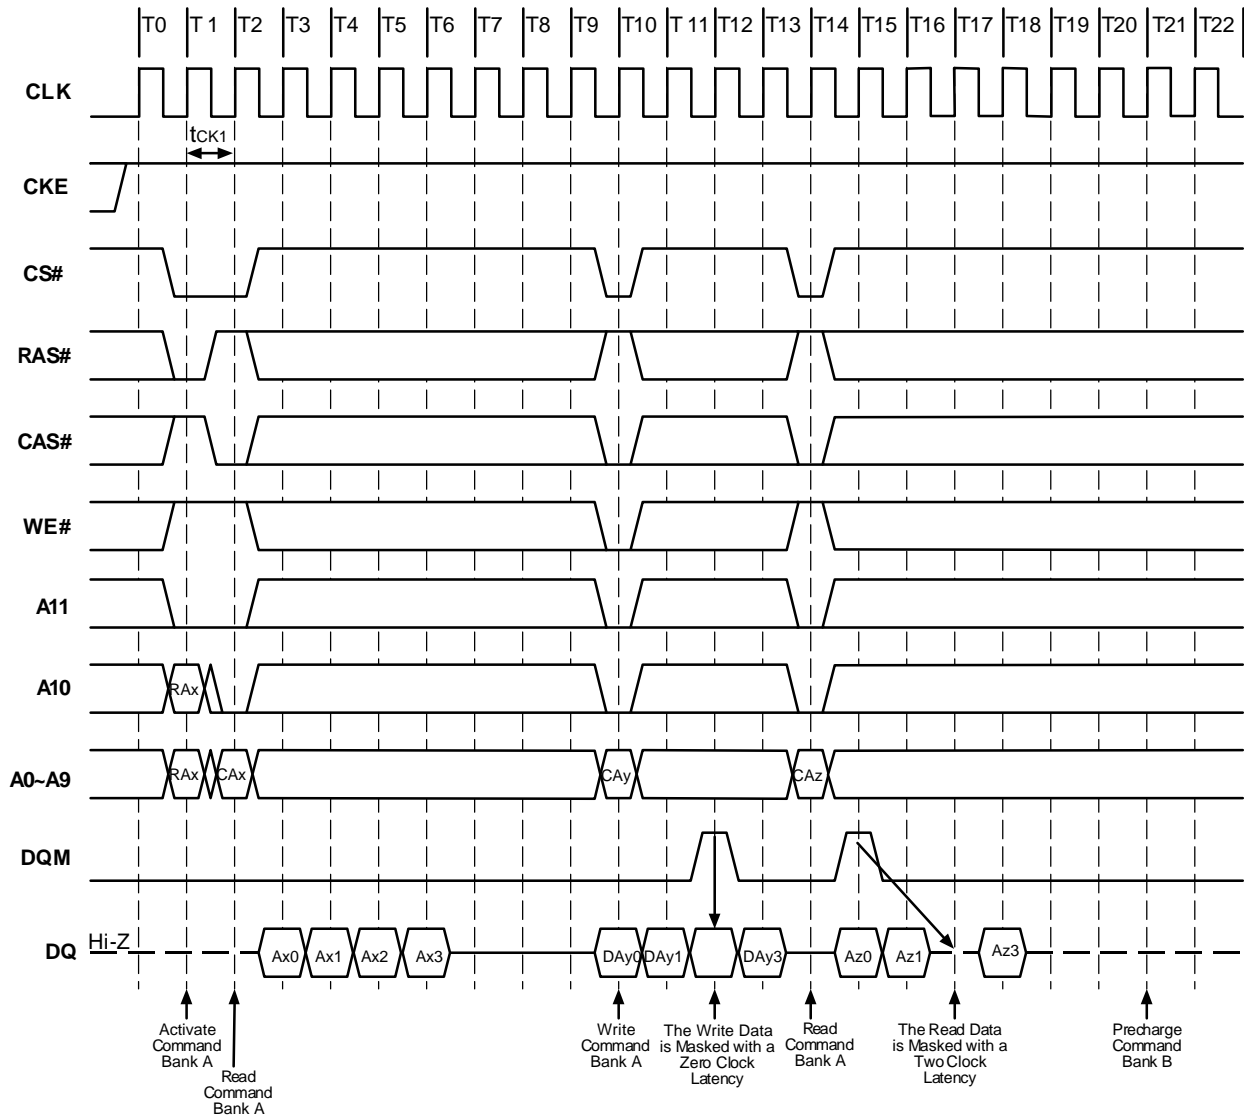 T0 T 1 T2 T3 T4 T5 T6 T7 T8 T9 T10 T 11 T12 T13 T14 T15 T16 T17 T18 T19 T20 T21 T22
CLK
tCK1
CKE
CS#
RAS#
CAS#
WE#
A11
A10 RAx
A0~A9 RAx CAx CAy CAz
DQM
DQ Hi-Z Ax0 Ax1 Ax2 Ax3 DAy0 DAy1 DAy3 Az0 Az1 Az3
Activate
Command
Bank A
Read
Command
Bank A
Write
Command
Bank A
The Write Data
is Masked with a
Zero Clock
Latency
Read
Command
Bank A
The Read Data
is Masked with a
Two Clock
Latency
Precharge
Command
Bank B